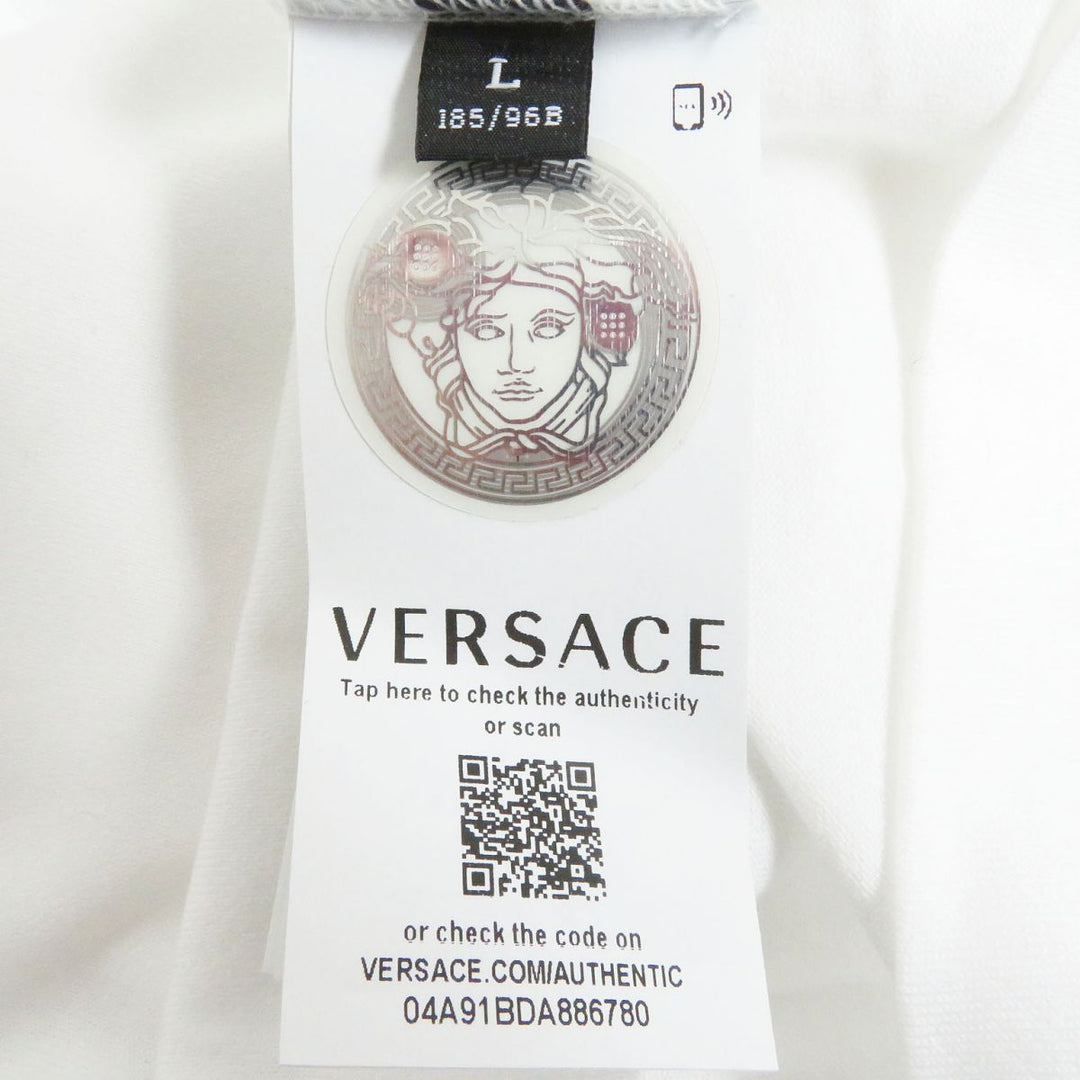 L
185/96B
VERSACE
Tap here to check the authenticity
or scan
or check the code on
VERSACE.COM/AUTHENTIC
04A91BDA886780